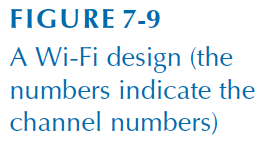 FIGURE 7-9
A Wi-Fi design (the
numbers indicate the
channel numbers)